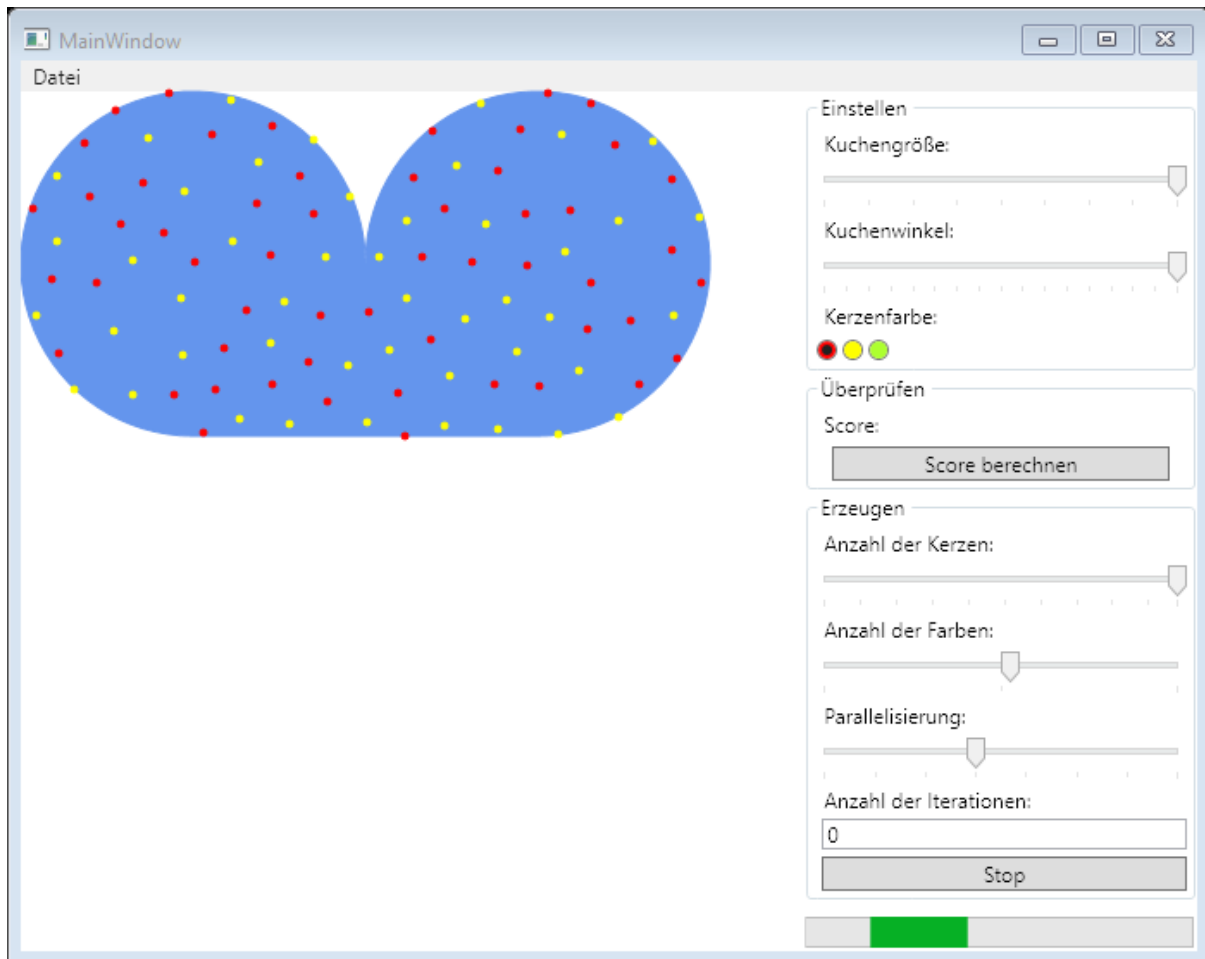 MainWindow
Datei
Einstellen
Kuchengröße:
Kuchenwinkel:
Kerzenfarbe:
Überprüfen
Score:
Score berechnen
Erzeugen
Anzahl der Kerzen:
Anzahl der Farben:
Parallelisierung:
Anzahl der Iterationen:
0
Stop